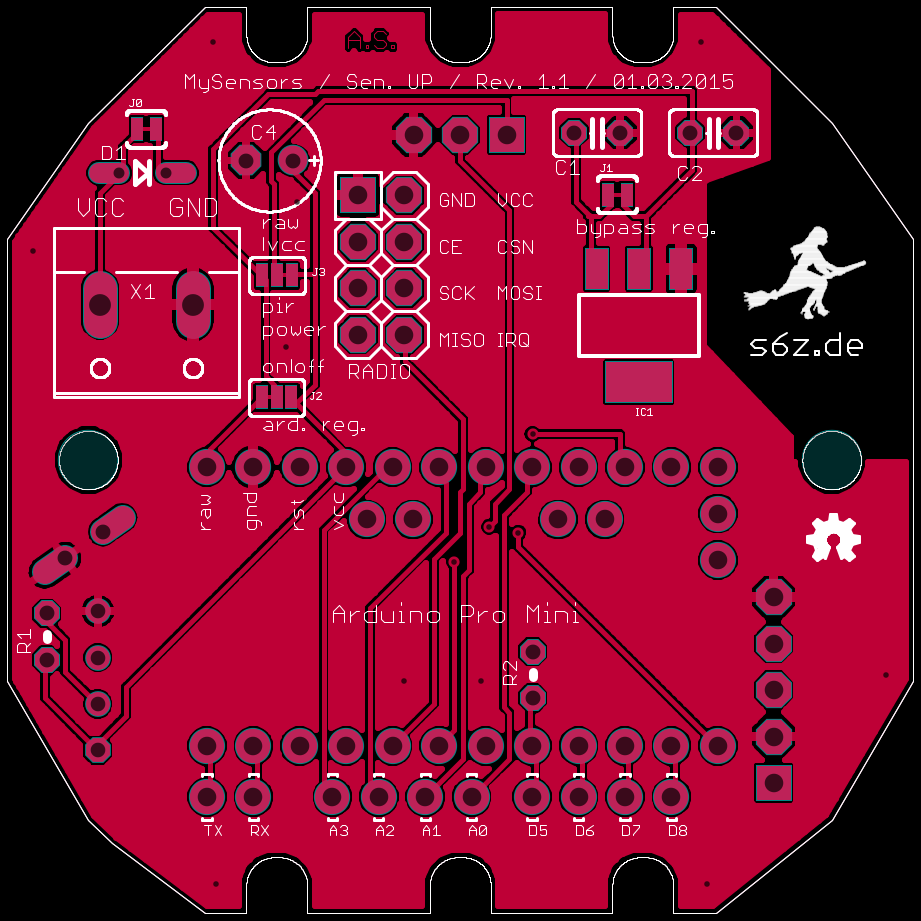 A.S.
MySensors / Sen. UP / Rev. 1.1 / 01.03.2015
J0
C4
D1
VCC GND
C1
J1
C2
GND VCC
raw
lvcc
bypass reg.
CE CSN
J3
X1
SCK MOSI
pir
power
MISO IRQ
s6z.de
onloff
RADIO
J2
IC1
ard. reg.
raw
gnd
rst
vcc
Arduino Pro Mini
R1
R2
TX RX A3 A2 A1 A0 D5 D6 D7 D8